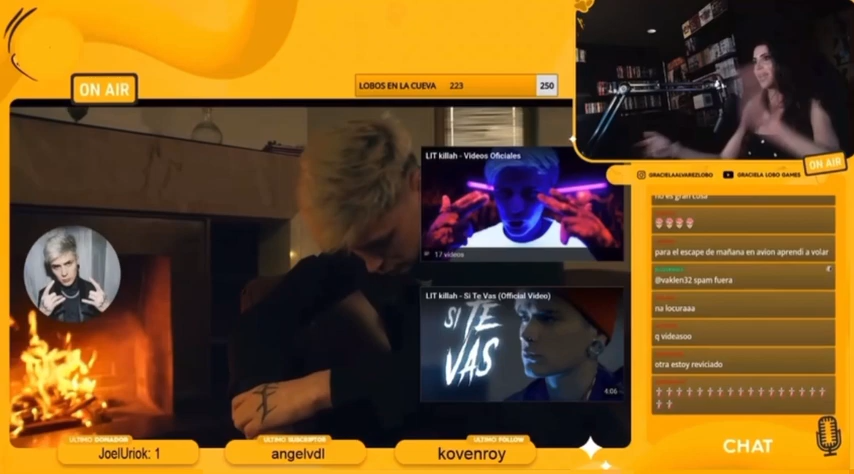 ON AIR
LOBOS EN LA CUEVA 223 250
LIT killah - Videos Oficiales
17 videos
LIT killah - Si Te Vas (Official Video)
SI TE
VAS
4:06
GRACIELAALVAREZLOBO GRACIELA LOBO GAMES
ON AIR
no es gran cosa
para el escape de mañana en avion aprendi a volar
@vaklen32 spam fuera
na locuraaa
q videasoo
otra estoy reviciado
CHAT
ULTIMO DONADOR
JoelUriok: 1
ULTIMO SUSCRIPTOR
angelvdl
ULTIMO FOLLOW
kovenroy